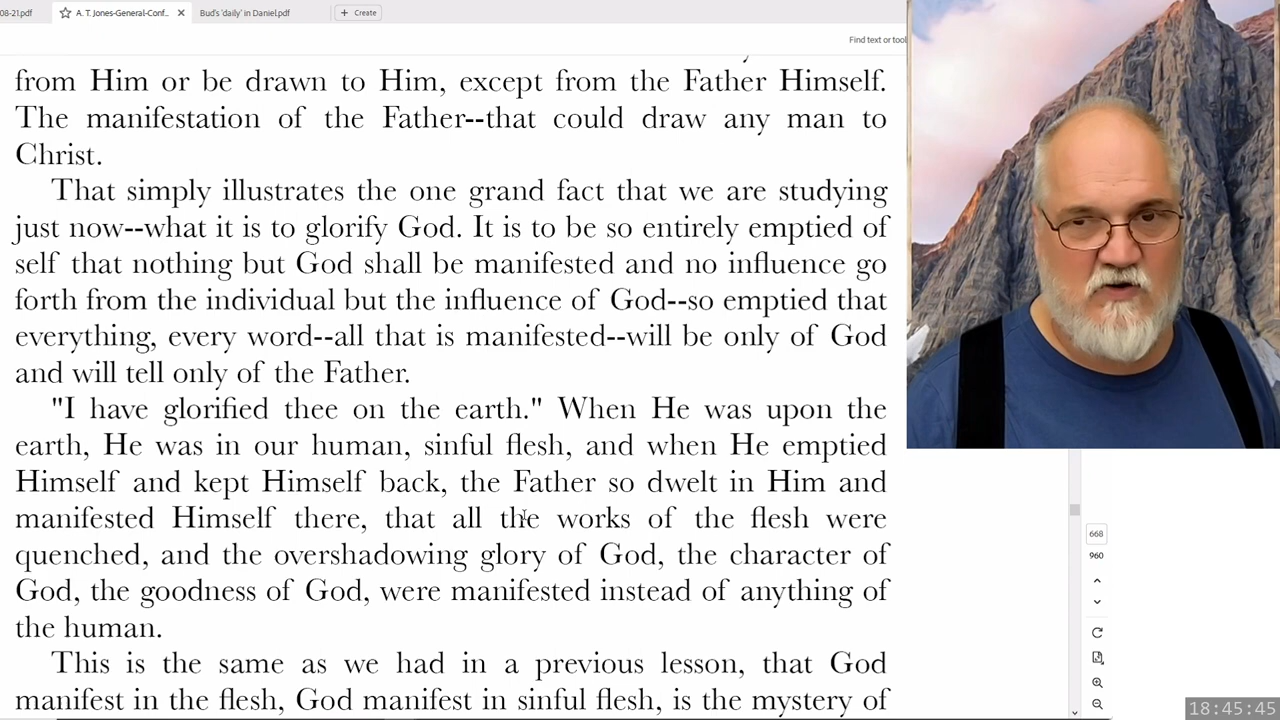 08-21.pdf
A. T. Jones-General-Conf...
Bud's 'daily' in Daniel.pdf
+ Create
Find text or tool
from Him or be drawn to Him, except from the Father Himself.
The manifestation of the Father--that could draw any man to
Christ.
That simply illustrates the one grand fact that we are studying
just now--what it is to glorify God. It is to be so entirely emptied of
self that nothing but God shall be manifested and no influence go
forth from the individual but the influence of God--so emptied that
everything, every word--all that is manifested--will be only of God
and will tell only of the Father.
"I have glorified thee on the earth." When He was upon the
earth, He was in our human, sinful flesh, and when He emptied
Himself and kept Himself back, the Father so dwelt in Him and
manifested Himself there, that all the works of the flesh were
quenched, and the overshadowing glory of God, the character of
God, the goodness of God, were manifested instead of anything of
the human.
This is the same as we had in a previous lesson, that God
manifest in the flesh, God manifest in sinful flesh, is the mystery of
668
960
18:45:45